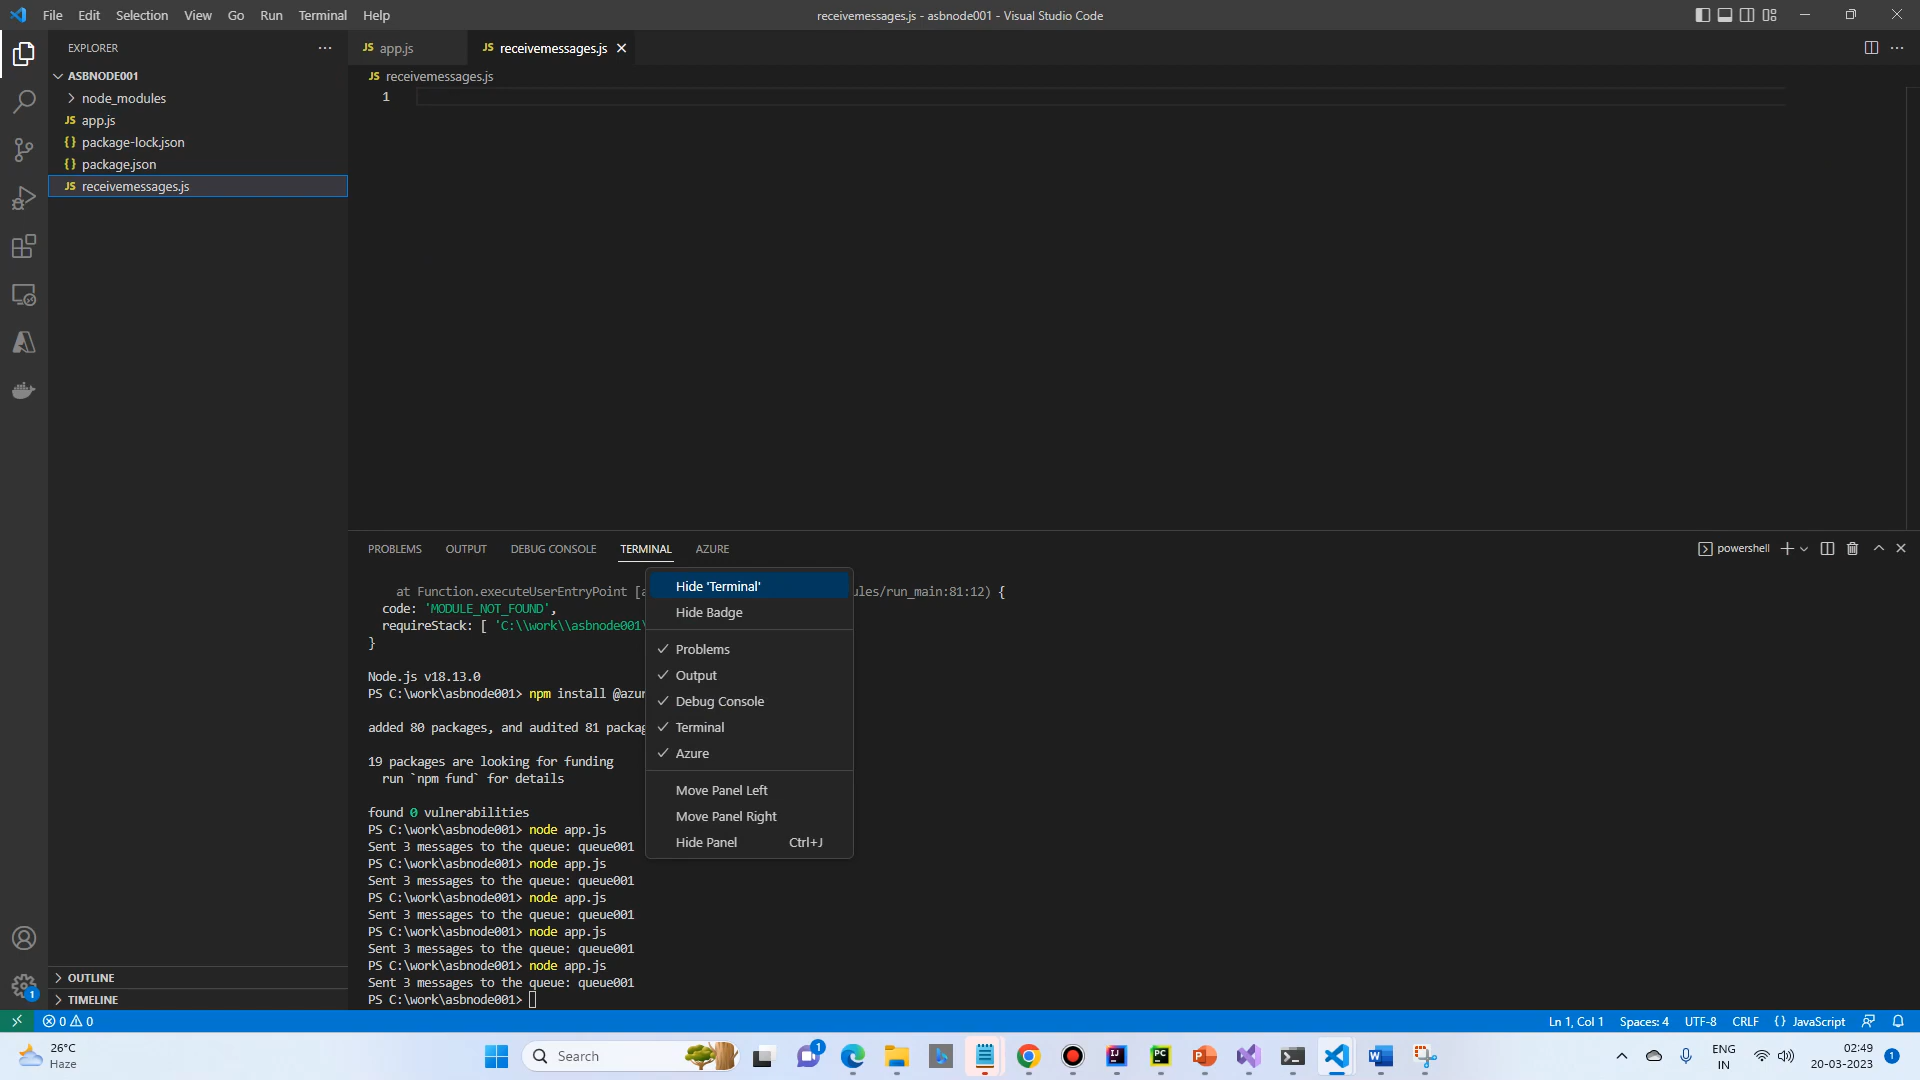 File Edit Selection View Go Run Terminal Help
receivemessages.js - asbnode001 - Visual Studio Code
EXPLORER
JS app.js
JS receivemessages.js
ASBNODE001
JS receivemessages.js
node_modules
1
JS app.js
{} package-lock.json
{} package.json
JS receivemessages.js
PROBLEMS OUTPUT DEBUG CONSOLE TERMINAL AZURE
powershell
at Function.executeUserEntryPoint [a
ules/run_main:81:12) {
code: 'MODULE_NOT_FOUND',
requireStack: [ 'C:\\work\\asbnode001\
}
Node.js v18.13.0
PS C:\work\asbnode001> npm install @azur
added 80 packages, and audited 81 packag
19 packages are looking for funding
run `npm fund` for details
found 0 vulnerabilities
PS C:\work\asbnode001> node app.js
Sent 3 messages to the queue: queue001
PS C:\work\asbnode001> node app.js
Sent 3 messages to the queue: queue001
PS C:\work\asbnode001> node app.js
Sent 3 messages to the queue: queue001
PS C:\work\asbnode001> node app.js
Sent 3 messages to the queue: queue001
PS C:\work\asbnode001> node app.js
Sent 3 messages to the queue: queue001
PS C:\work\asbnode001>
Hide 'Terminal'
Hide Badge
Problems
Output
Debug Console
Terminal
Azure
Move Panel Left
Move Panel Right
Hide Panel Ctrl+J
OUTLINE
TIMELINE
1
0 0
Ln 1, Col 1 Spaces: 4 UTF-8 CRLF {} JavaScript
26°C
Haze
Search
1
IJ
PC
ENG
IN
02:49
20-03-2023
1